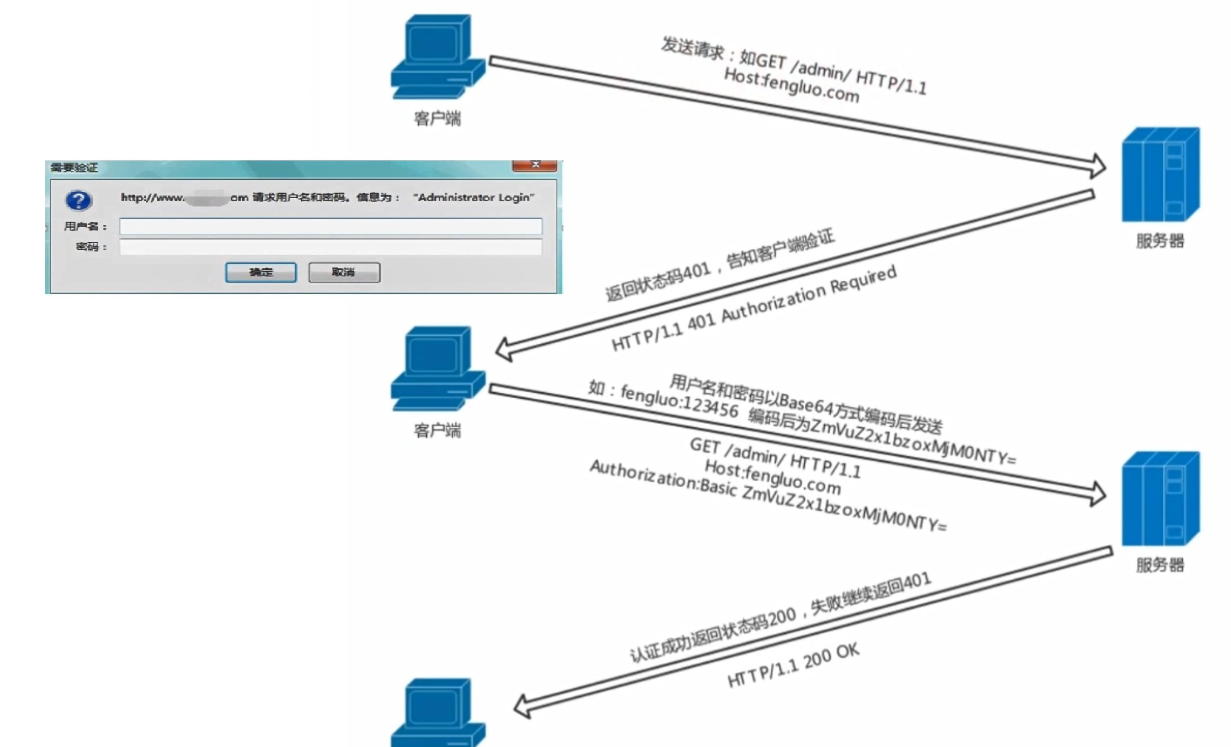 发送请求：如GET /admin/ HTTP/1.1
Host:fengluo.com
客户端
需要验证
http://www. om 请求用户名和密码。信息为： “Administrator Login”
用户名：
密码：
确定 取消
服务器
返回状态码401，告知客户端验证
HTTP/1.1 401 Authorization Required
客户端
用户名和密码以Base64方式编码后发送
如：fengluo:123456 编码后为ZmVuZ2x1bzoxMjM0NTY=
GET /admin/ HTTP/1.1
Host:fengluo.com
Authorization:Basic ZmVuZ2x1bzoxMjM0NTY=
服务器
认证成功返回状态码200，失败继续返回401
HTTP/1.1 200 OK